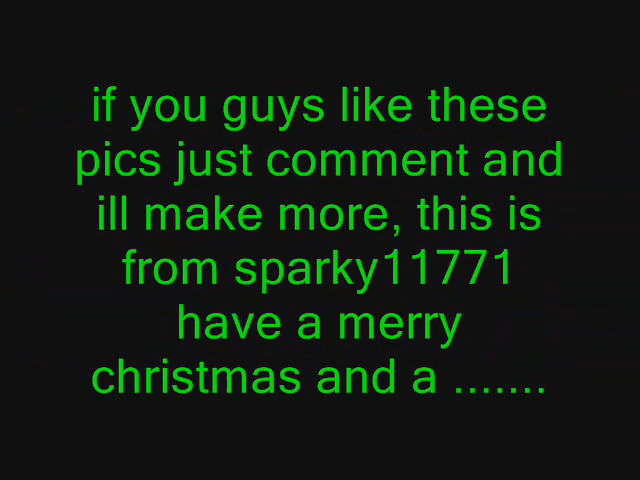 if you guys like these
pics just comment and
ill make more, this is
from sparky11771
have a merry
christmas and a .......